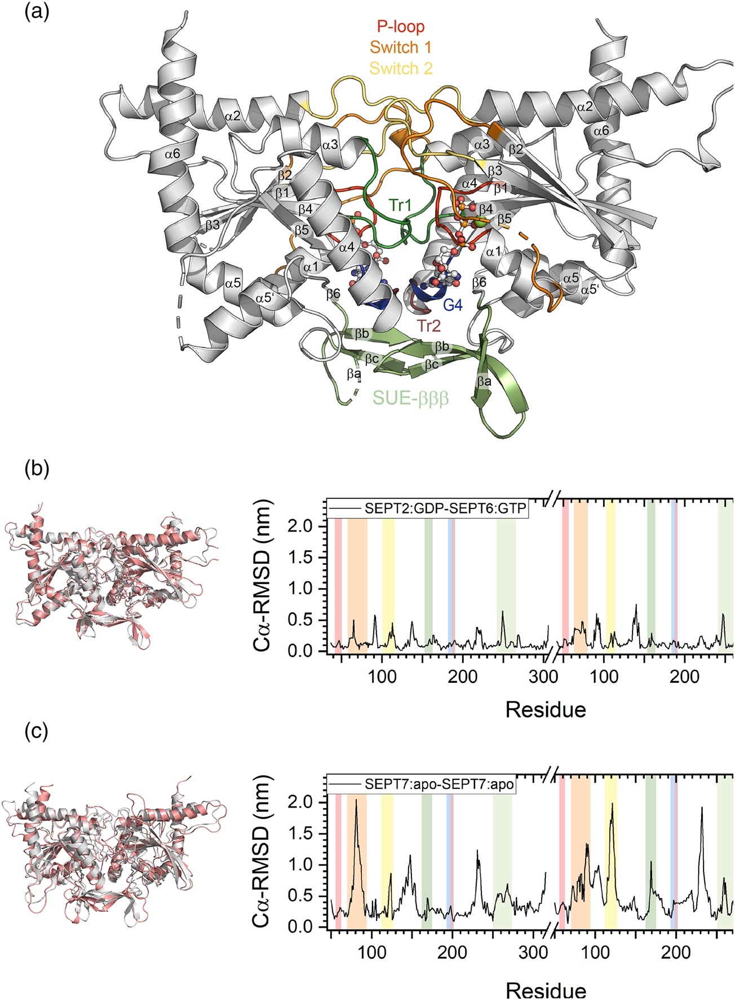 (a)
P-loop
Switch 1
Switch 2
α2
α2
α6
α3
α3
β2
α6
α6
β2
β3
β1
α4
β1
Tr1
β4
β4
β3
β5
β5
α4
α1
α1
α5
α5
α5'
α5'
β6
β6
G4
Tr2
βb
βb
βc
βc
βa
βa
SUE-βββ
(b)
SEPT2:GDP-SEPT6:GTP
Cα-RMSD (nm)
2.0
1.5
1.0
0.5
0.0
100 200 300 100 200
Residue
(c)
SEPT7:apo-SEPT7:apo
Cα-RMSD (nm)
2.0
1.5
1.0
0.5
0.0
100 200 300 100 200
Residue